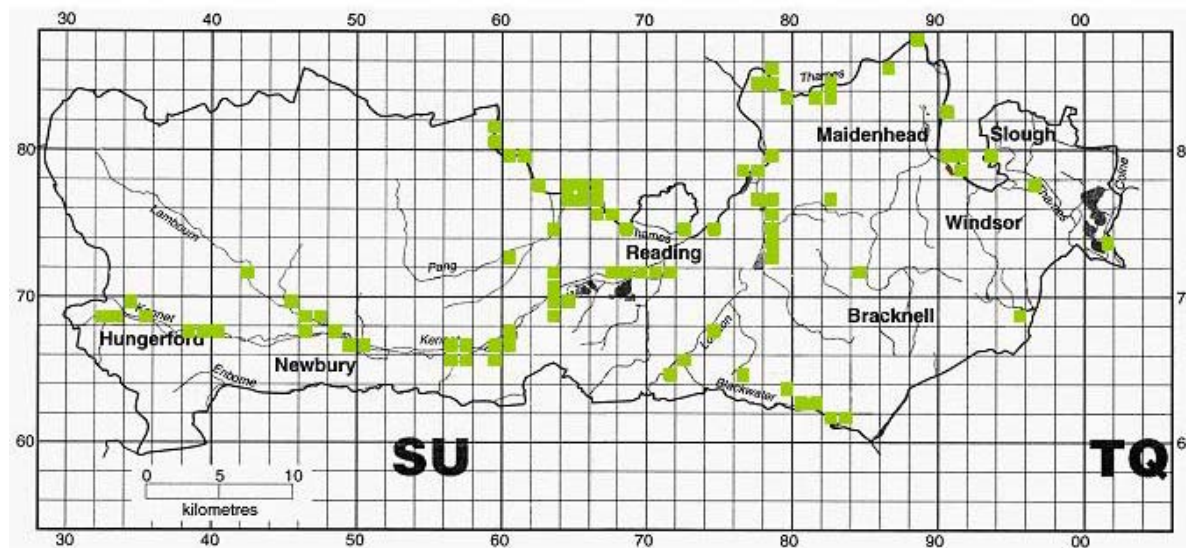 30 40 50 60 70 80 90 00
Thames
Maidenhead Slough
80 8
Colne
Thames
Lambourn
Windsor
Thames
Reading
Pang
70 7
Kennet
Bracknell
Hungerford
Kennet
Loddon
Newbury
Enborne
Blackwater
60 6
SU TQ
0 10
kilometres
30 40 50 60 70 80 90 00